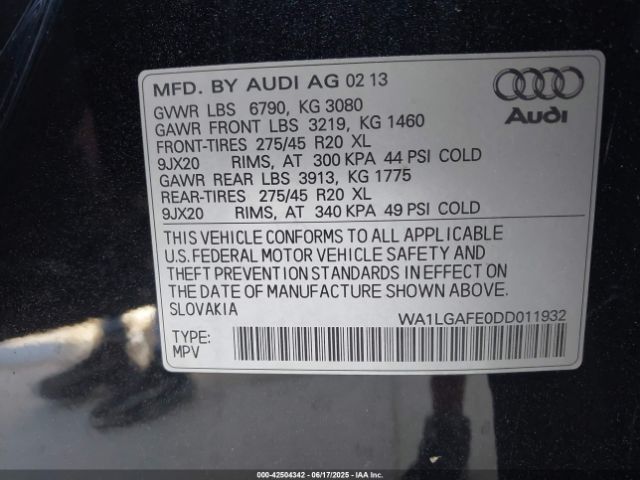 MFD. BY AUDI AG 02 13
Audi
GVWR LBS 6790, KG 3080
GAWR FRONT LBS 3219, KG 1460
FRONT-TIRES 275/45 R20 XL
9JX20 RIMS, AT 300 KPA 44 PSI COLD
GAWR REAR LBS 3913, KG 1775
REAR-TIRES 275/45 R20 XL
9JX20 RIMS, AT 340 KPA 49 PSI COLD
THIS VEHICLE CONFORMS TO ALL APPLICABLE
U.S. FEDERAL MOTOR VEHICLE SAFETY AND
THEFT PREVENTION STANDARDS IN EFFECT ON
THE DATE OF MANUFACTURE SHOWN ABOVE.
SLOVAKIA
WA1LGAFE0DD011932
TYPE:
MPV
000-42504342 - 06/17/2025 - IAA Inc.